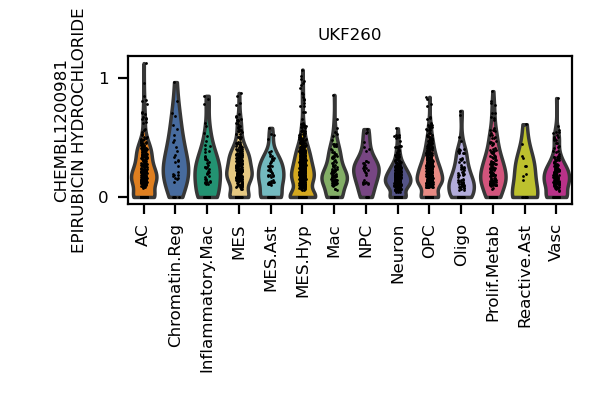 UKF260
CHEMBL1200981
EPIRUBICIN HYDROCHLORIDE
1
0
AC
Chromatin.Reg
Inflammatory.Mac
MES
MES.Ast
MES.Hyp
Mac
NPC
Neuron
OPC
Oligo
Prolif.Metab
Reactive.Ast
Vasc